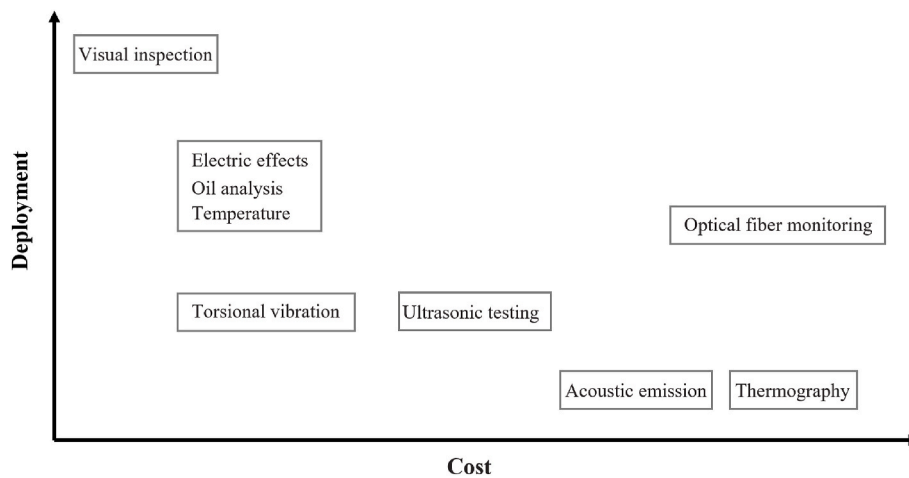 Visual inspection
Electric effects
Oil analysis
Temperature
Optical fiber monitoring
Torsional vibration
Ultrasonic testing
Acoustic emission
Thermography
Deployment
Cost